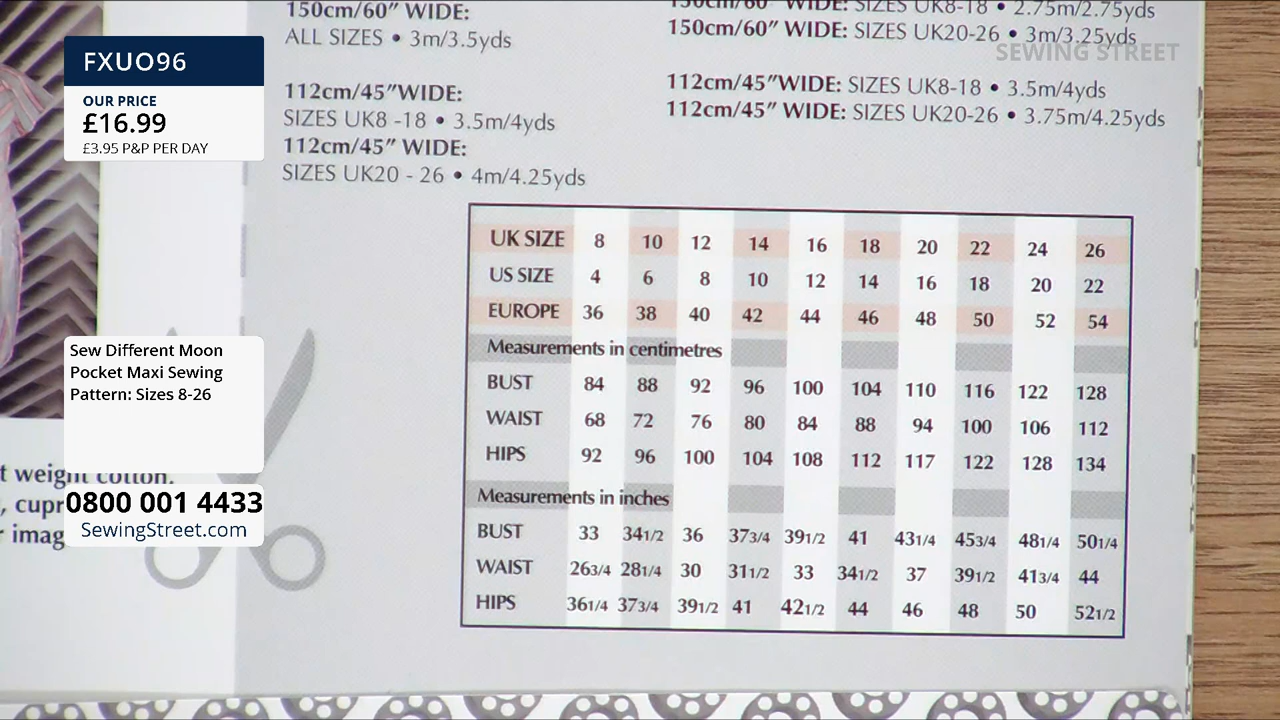 150cm/60" WIDE:
ALL SIZES • 3m/3.5yds
112cm/45"WIDE:
SIZES UK8 -18 • 3.5m/4yds
112cm/45" WIDE:
SIZES UK20 - 26 • 4m/4.25yds
150cm/60" WIDE: SIZES UK8-18 • 2.75m/2.75yds
150cm/60" WIDE: SIZES UK20-26 • 3m/3.25yds
SEWING STREET
112cm/45"WIDE: SIZES UK8-18 • 3.5m/4yds
112cm/45" WIDE: SIZES UK20-26 • 3.75m/4.25yds
FXUO96
OUR PRICE
£16.99
£3.95 P&P PER DAY
Sew Different Moon
Pocket Maxi Sewing
Pattern: Sizes 8-26
t weight cotton.
, cupr
r imag
0800 001 4433
SewingStreet.com
UK SIZE 8 10 12 14 16 18 20 22 24 26
US SIZE 4 6 8 10 12 14 16 18 20 22
EUROPE 36 38 40 42 44 46 48 50 52 54
Measurements in centimetres
BUST 84 88 92 96 100 104 110 116 122 128
WAIST 68 72 76 80 84 88 94 100 106 112
HIPS 92 96 100 104 108 112 117 122 128 134
Measurements in inches
BUST 33 341/2 36 373/4 391/2 41 431/4 453/4 481/4 501/4
WAIST 263/4 281/4 30 311/2 33 341/2 37 391/2 413/4 44
HIPS 361/4 373/4 391/2 41 421/2 44 46 48 50 521/2